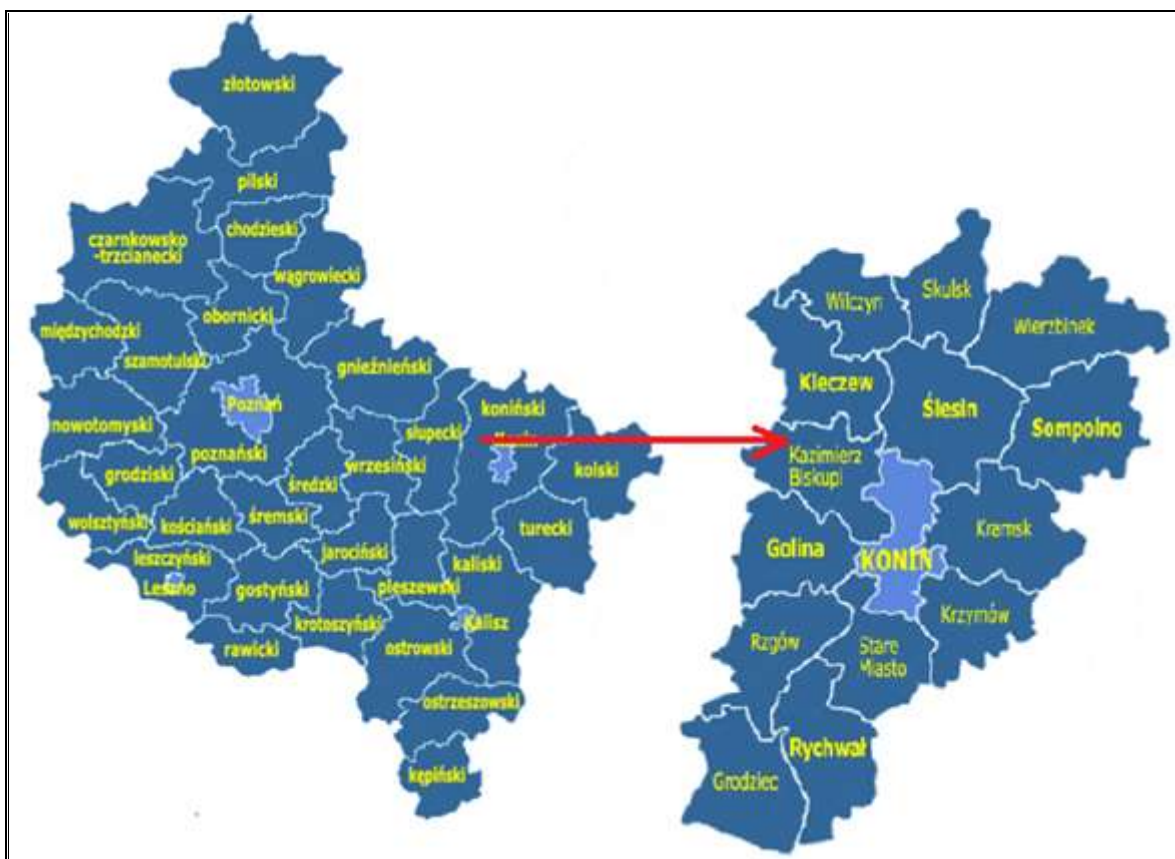 złotowski
pilski
chodzieski
czarnkowsko
-trzcianecki
wągrowiecki
obornicki
międzychodzki
szamotulski
gnieźnieński
Poznań
koniński
nowotomyski
słupecki
Konin
poznański
wrzesiński
grodziski
kolski
średzki
śremski
wolsztyński
kościański
turecki
jarociński
leszczyński
kaliski
Leszno
gostyński
pleszewski
krotoszyński
Kalisz
rawicki
ostrowski
ostrzeszowski
kępiński
Skulsk
Wilczyn
Wierzbinek
Kleczew
Ślesin
Sompolno
Kazimierz
Biskupi
Kramsk
Golina
KONIN
Krzymów
Rzgów
Stare
Miasto
Rychwał
Grodziec